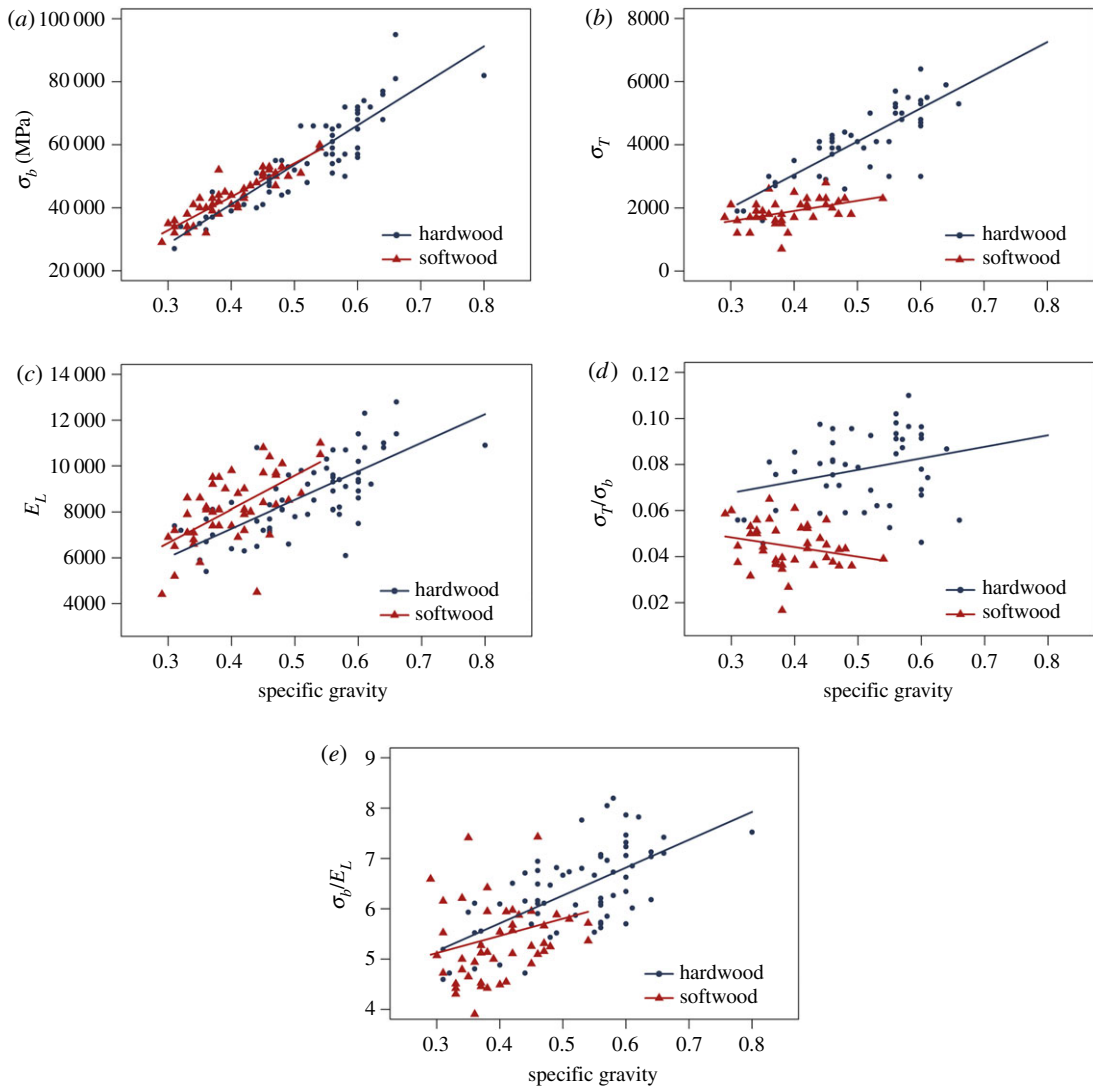 (a)
100 000
80 000
60 000
40 000
20 000
σb (MPa)
0.3 0.4 0.5 0.6 0.7 0.8
hardwood
softwood
(b)
8000
6000
4000
2000
0
σT
0.3 0.4 0.5 0.6 0.7 0.8
hardwood
softwood
(c)
14 000
12 000
10 000
8000
6000
4000
EL
0.3 0.4 0.5 0.6 0.7 0.8
specific gravity
hardwood
softwood
(d)
0.12
0.10
0.08
0.06
0.04
0.02
σT/σb
0.3 0.4 0.5 0.6 0.7 0.8
specific gravity
hardwood
softwood
(e)
9
8
7
6
5
4
σb/EL
0.3 0.4 0.5 0.6 0.7 0.8
specific gravity
hardwood
softwood